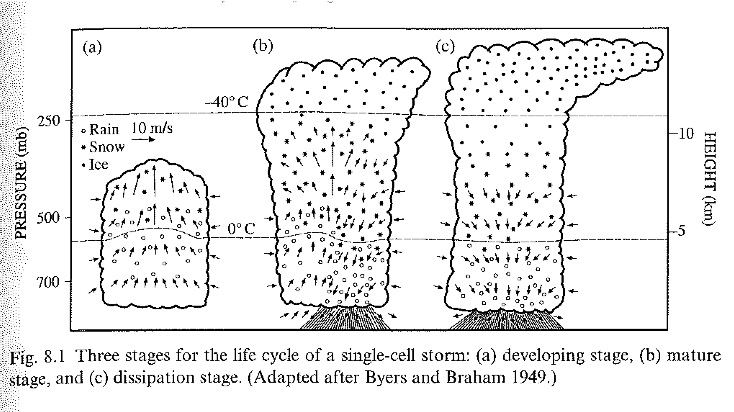 (a)
(b)
(c)
–40°C
250
Rain 10 m/s
Snow
Ice
10
PRESSURE (mb)
HEIGHT (km)
500
0°C
5
700
Fig. 8.1 Three stages for the life cycle of a single-cell storm: (a) developing stage, (b) mature
stage, and (c) dissipation stage. (Adapted after Byers and Braham 1949.)